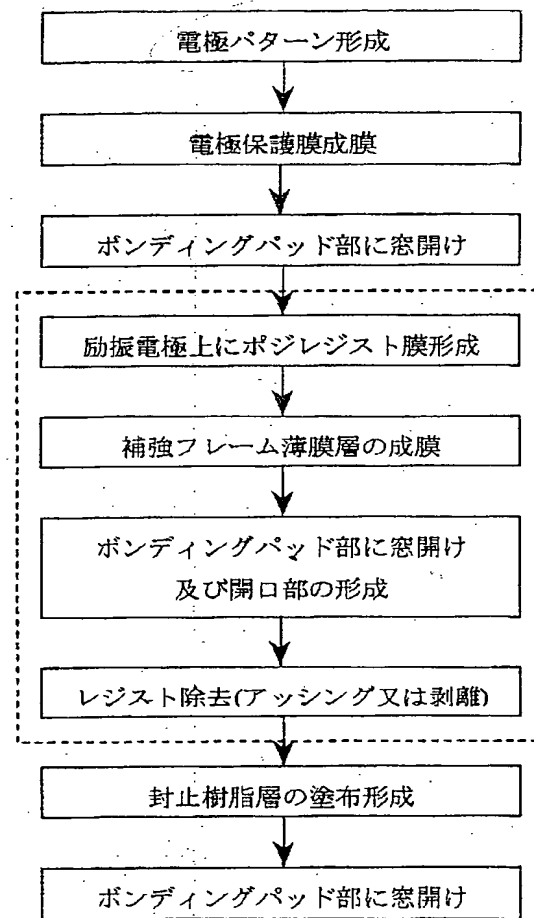 電極パターン形成
電極保護膜成膜
ボンディングパッド部に窓開け
励振電極上にポジレジスト膜形成
補強フレーム薄膜層の成膜
ボンディングパッド部に窓開け
及び開口部の形成
レジスト除去(アッシング又は剥離)
封止樹脂層の塗布形成
ボンディングパッド部に窓開け